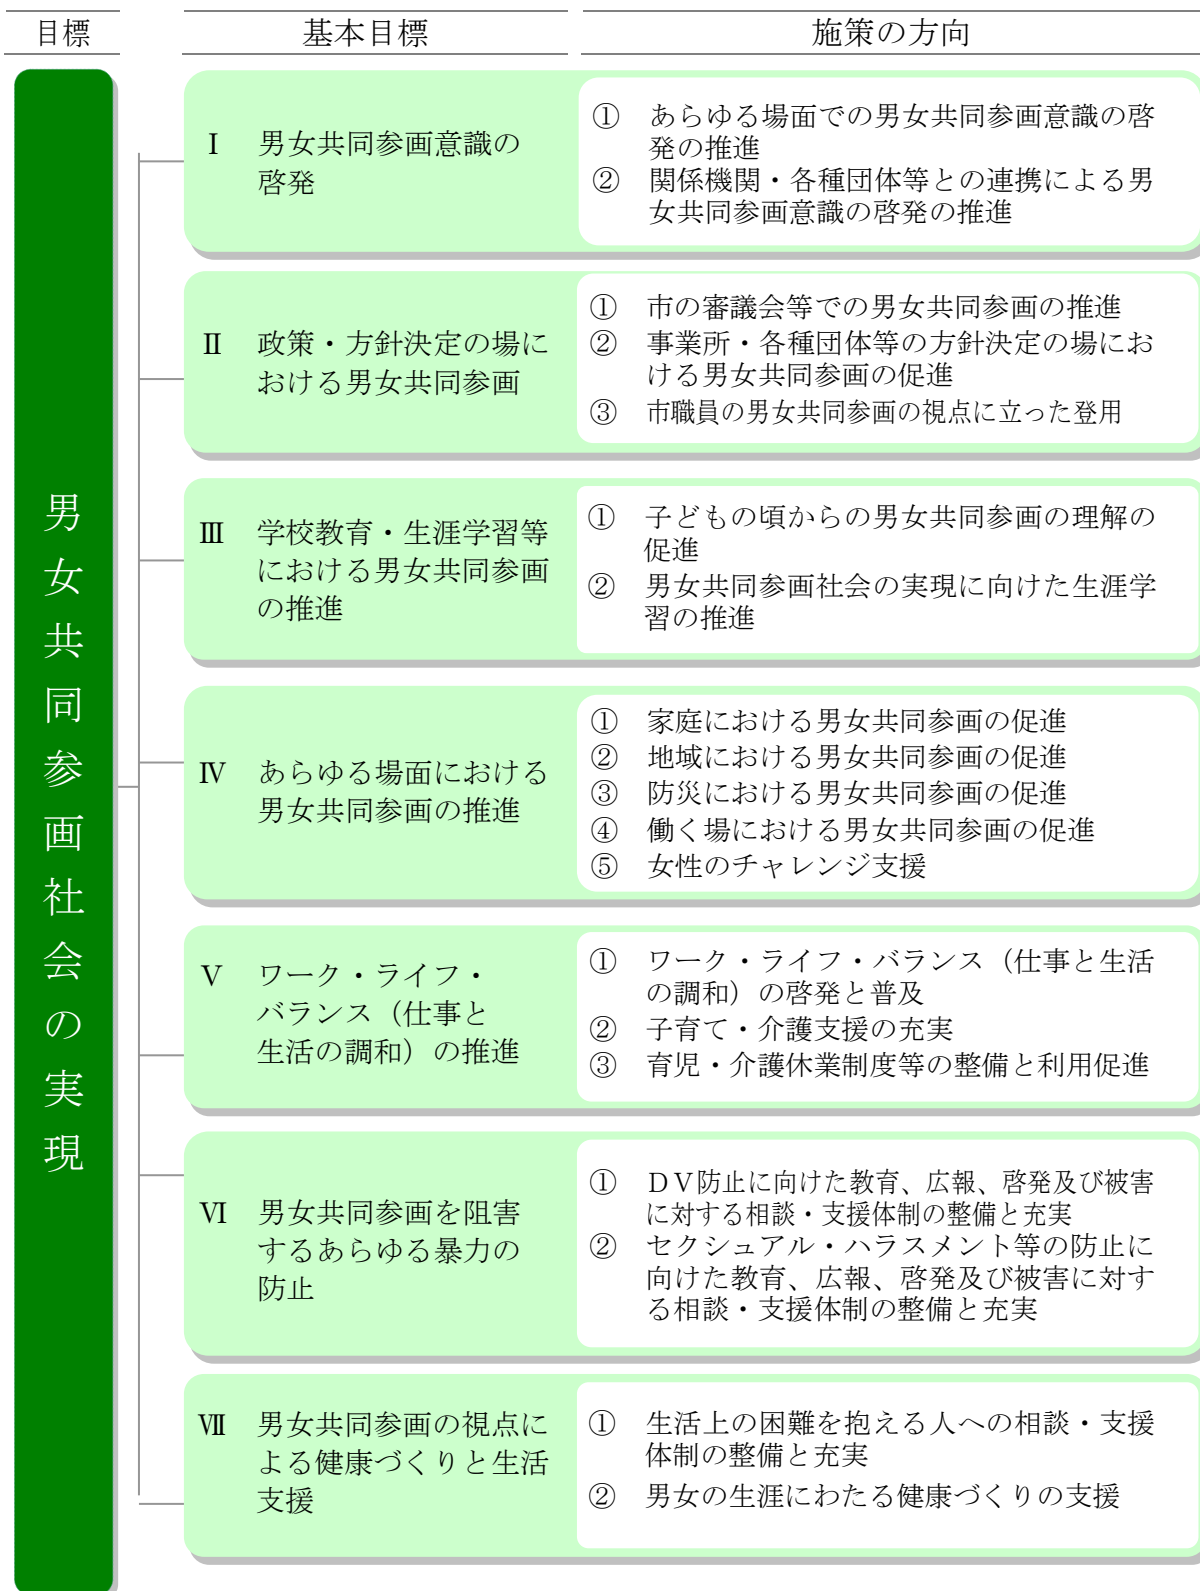 目標
基本目標
施策の方向
男女共同参画社会の実現
Ⅰ 男女共同参画意識の
啓発
① あらゆる場面での男女共同参画意識の啓
発の推進
② 関係機関・各種団体等との連携による男
女共同参画意識の啓発の推進
Ⅱ 政策・方針決定の場に
おける男女共同参画
① 市の審議会等での男女共同参画の推進
② 事業所・各種団体等の方針決定の場にお
ける男女共同参画の促進
③ 市職員の男女共同参画の視点に立った登用
Ⅲ 学校教育・生涯学習等
における男女共同参画
の推進
① 子どもの頃からの男女共同参画の理解の
促進
② 男女共同参画社会の実現に向けた生涯学
習の推進
Ⅳ あらゆる場面における
男女共同参画の推進
① 家庭における男女共同参画の促進
② 地域における男女共同参画の促進
③ 防災における男女共同参画の促進
④ 働く場における男女共同参画の促進
⑤ 女性のチャレンジ支援
Ⅴ ワーク・ライフ・
バランス（仕事と
生活の調和）の推進
① ワーク・ライフ・バランス（仕事と生活
の調和）の啓発と普及
② 子育て・介護支援の充実
③ 育児・介護休業制度等の整備と利用促進
Ⅵ 男女共同参画を阻害
するあらゆる暴力の
防止
① ＤＶ防止に向けた教育、広報、啓発及び被害
に対する相談・支援体制の整備と充実
② セクシュアル・ハラスメント等の防止に
向けた教育、広報、啓発及び被害に対す
る相談・支援体制の整備と充実
Ⅶ 男女共同参画の視点に
よる健康づくりと生活
支援
① 生活上の困難を抱える人への相談・支援
体制の整備と充実
② 男女の生涯にわたる健康づくりの支援